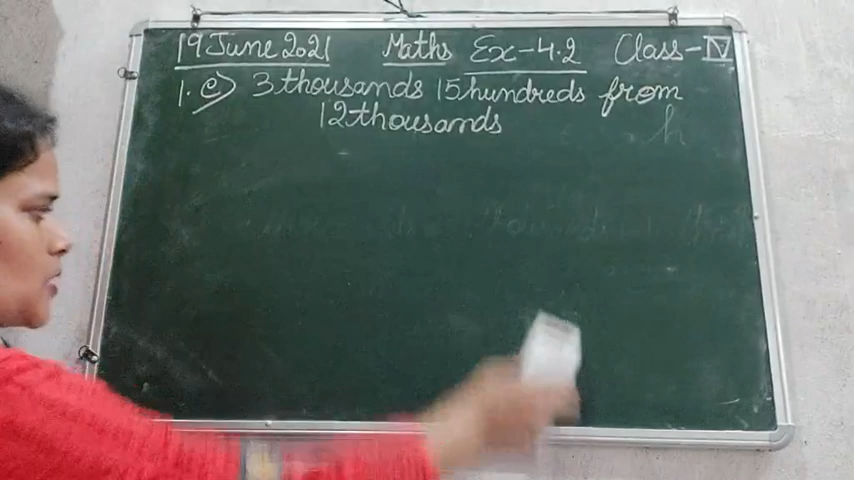 19 June 2021 Maths Ex-4.2 Class-IV
1. e) 3 thousands 15 hundreds from
12 thousands